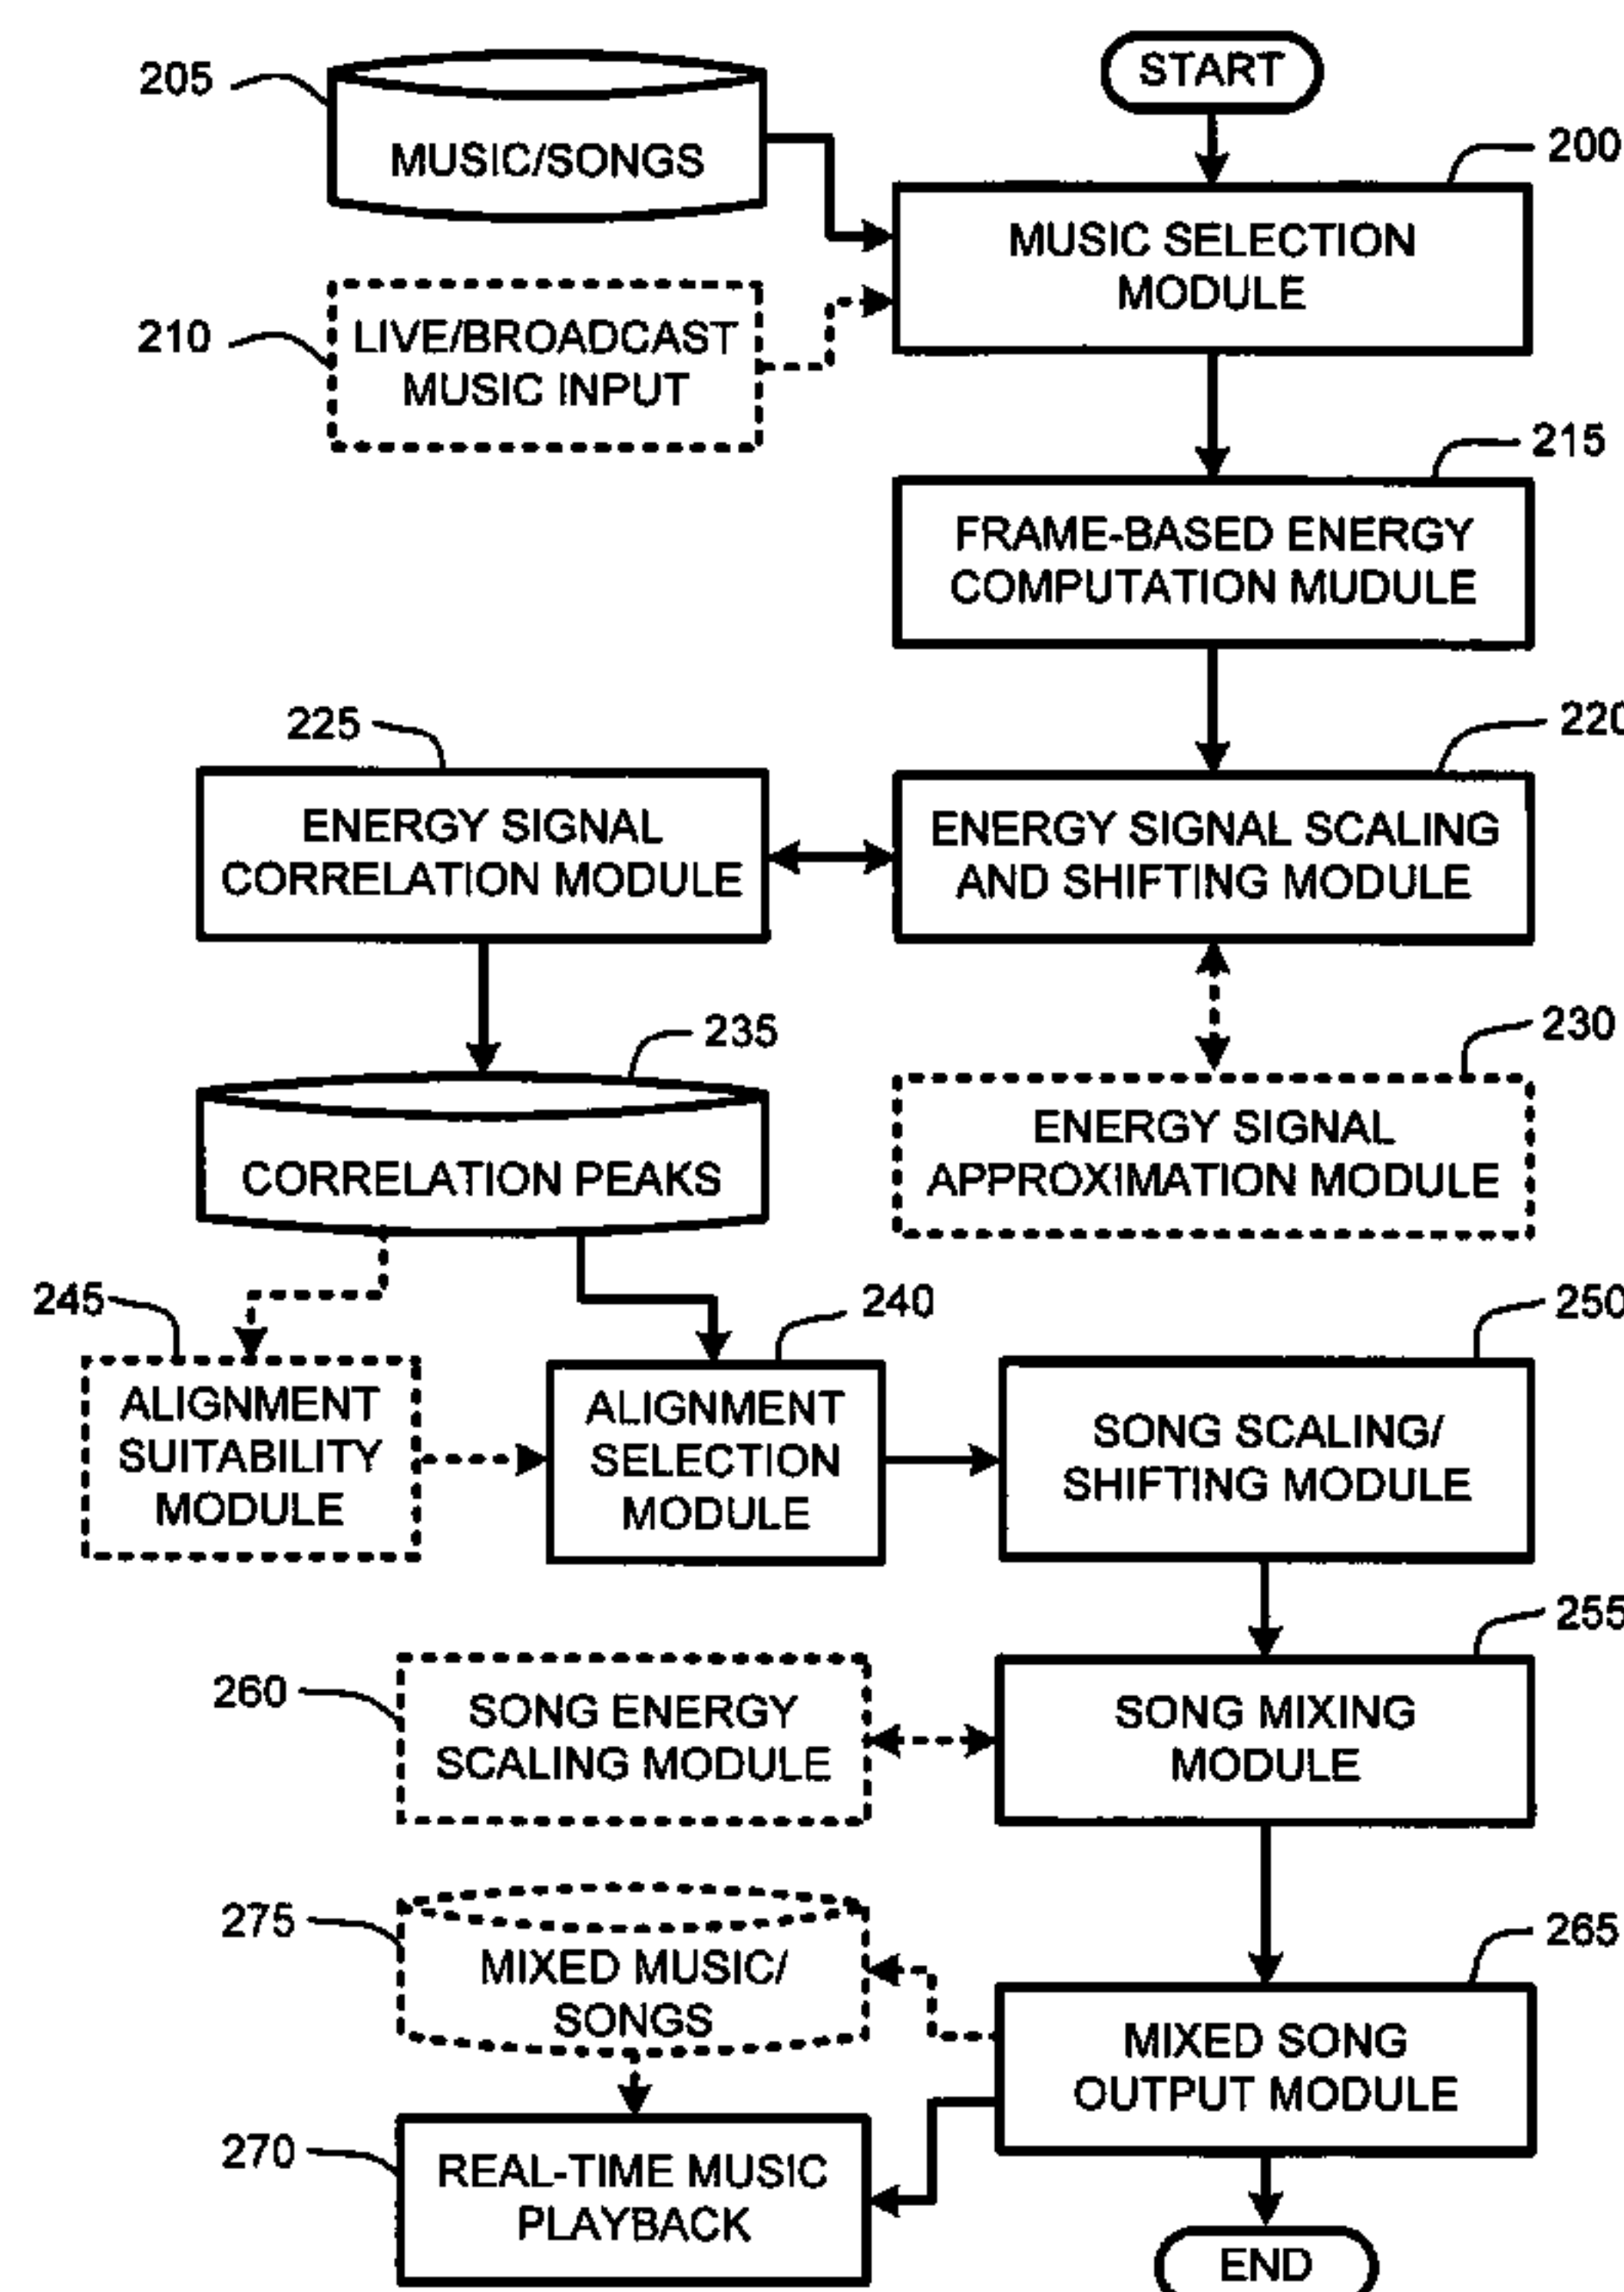 START
205
MUSIC/SONGS
200
MUSIC SELECTION
MODULE
210
LIVE/BROADCAST
MUSIC INPUT
215
FRAME-BASED ENERGY
COMPUTATION MUDULE
225
ENERGY SIGNAL
CORRELATION MODULE
220
ENERGY SIGNAL SCALING
AND SHIFTING MODULE
235
CORRELATION PEAKS
230
ENERGY SIGNAL
APPROXIMATION MODULE
245
ALIGNMENT
SUITABILITY
MODULE
240
ALIGNMENT
SELECTION
MODULE
250
SONG SCALING/
SHIFTING MODULE
260
SONG ENERGY
SCALING MODULE
255
SONG MIXING
MODULE
275
MIXED MUSIC/
SONGS
265
MIXED SONG
OUTPUT MODULE
270
REAL-TIME MUSIC
PLAYBACK
END